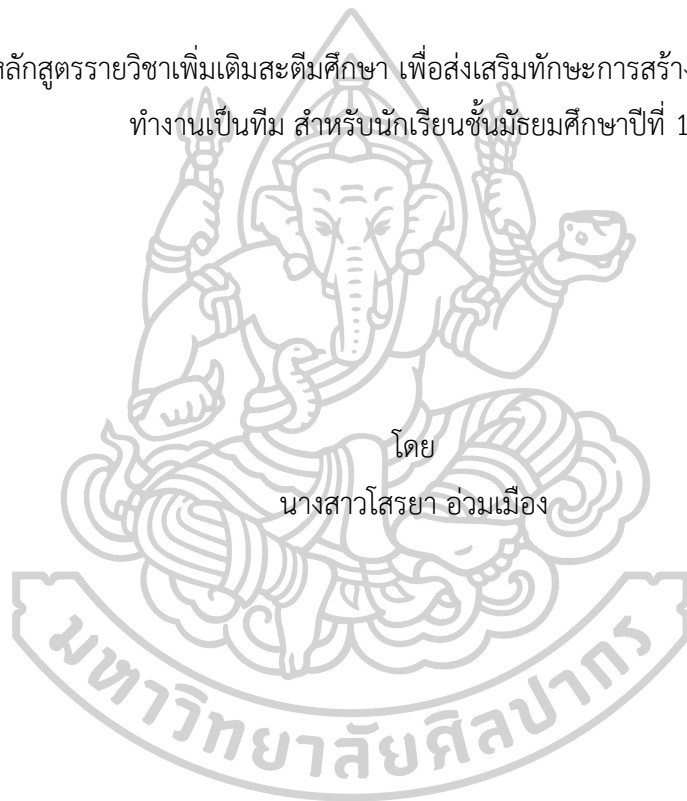 หลักสูตรรายวิชาเพิ่มเติมสะตีมศึกษา เพื่อส่งเสริมทักษะการสร้าง
ทำงานเป็นทีม สำหรับนักเรียนชั้นมัธยมศึกษาปีที่ 1
โดย
นางสาวโสรยา อ่วมเมือง
มหาวิทยาลัยศิลปากร